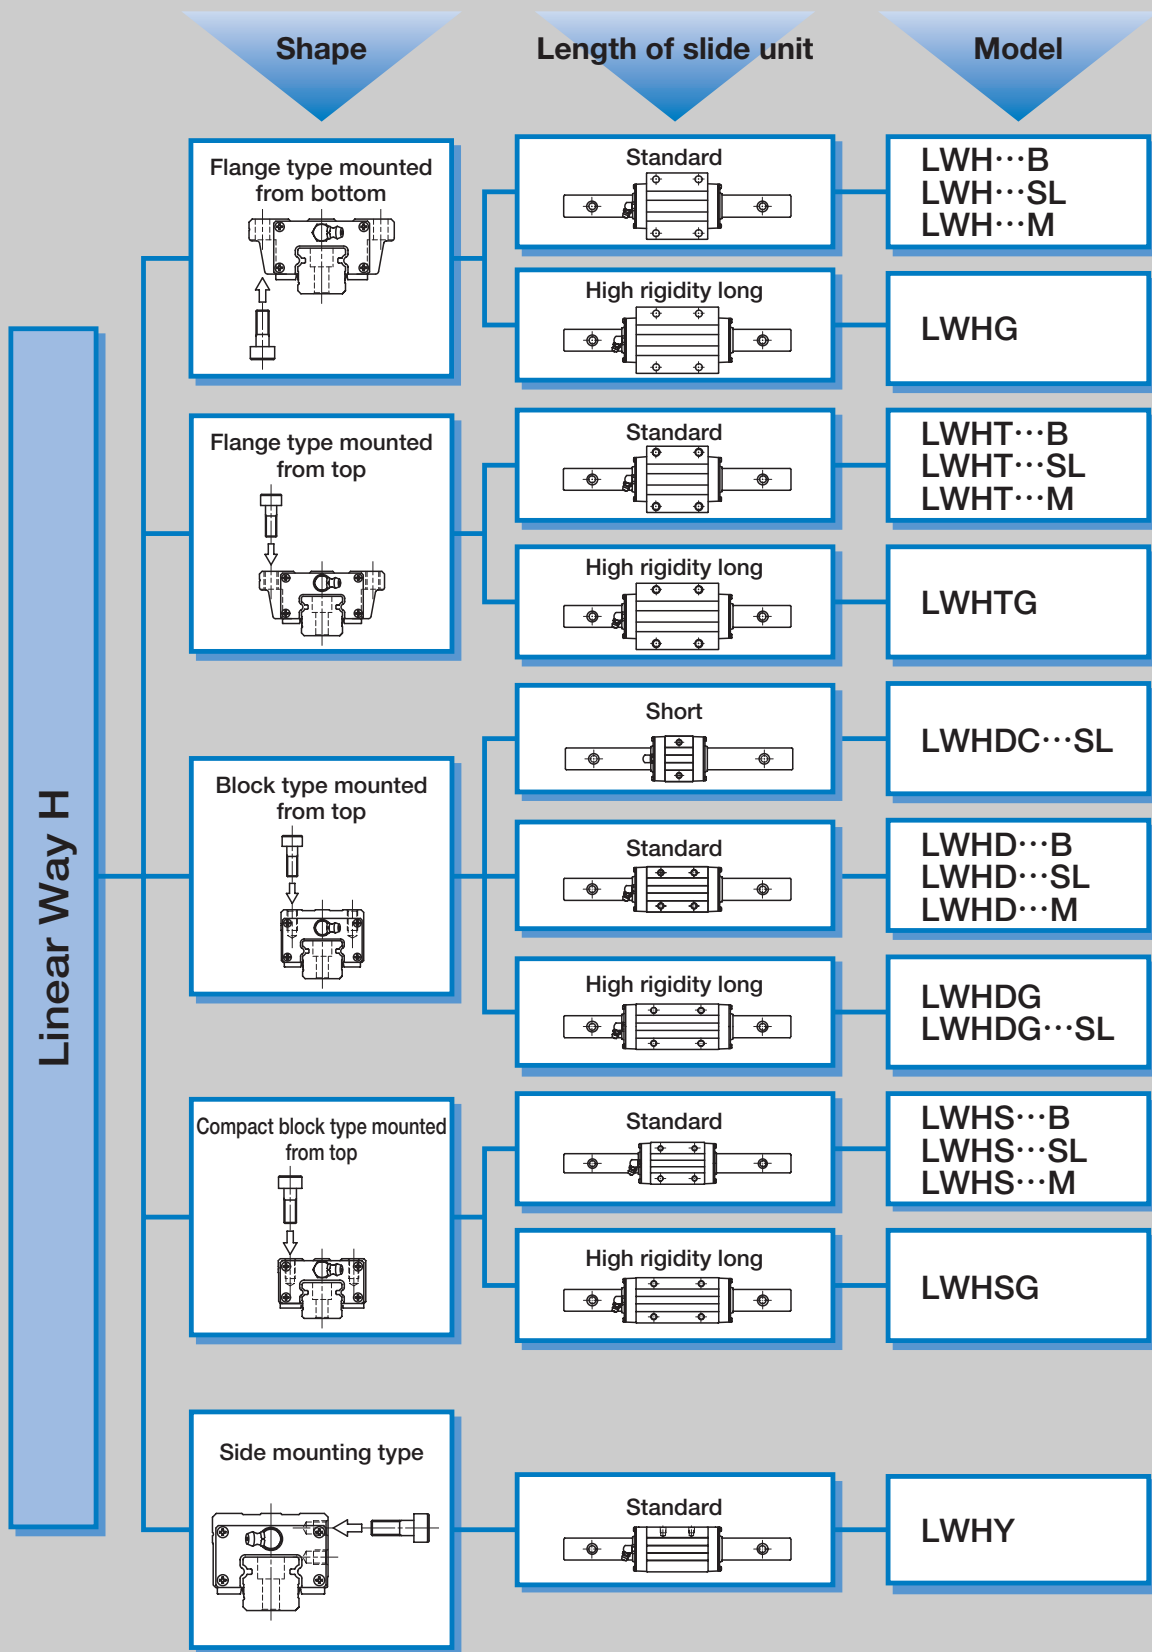 Shape
Length of slide unit
Model
Linear Way H
Flange type mounted
from bottom
Standard
LWH···B
LWH···SL
LWH···M
High rigidity long
LWHG
Flange type mounted
from top
Standard
LWHT···B
LWHT···SL
LWHT···M
High rigidity long
LWHTG
Block type mounted
from top
Short
LWHDC···SL
Standard
LWHD···B
LWHD···SL
LWHD···M
High rigidity long
LWHDG
LWHDG···SL
Compact block type mounted
from top
Standard
LWHS···B
LWHS···SL
LWHS···M
High rigidity long
LWHSG
Side mounting type
Standard
LWHY